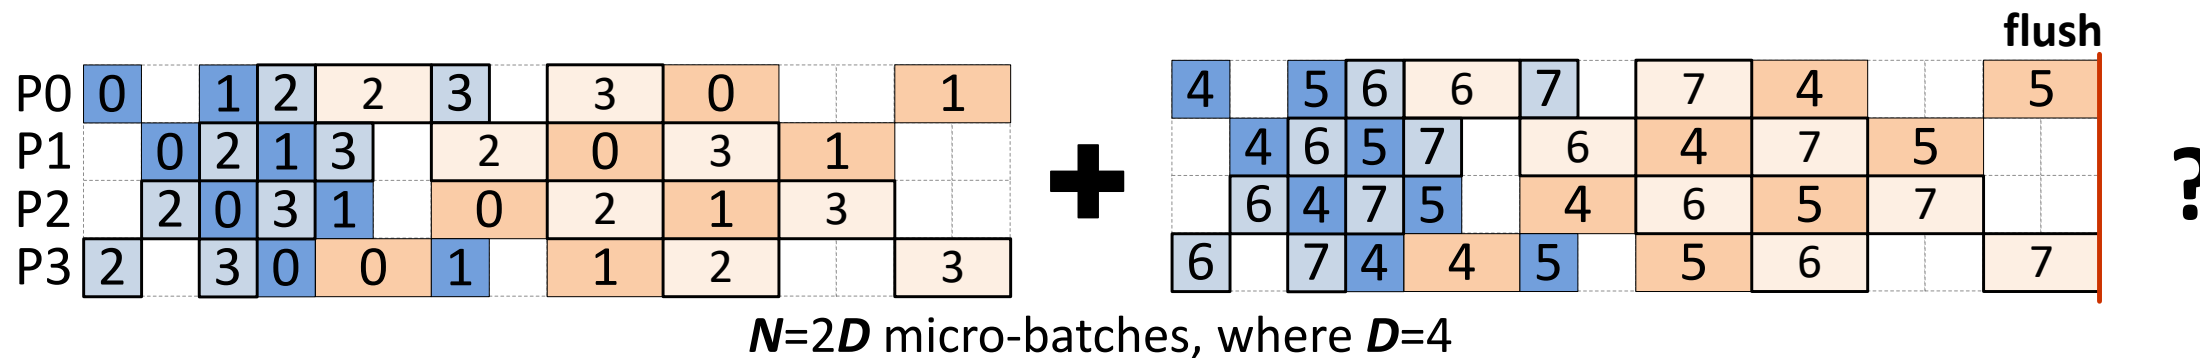 flush
P0 0 1 2 2 3 3 0 1 4 5 6 6 7 7 4 5
P1 0 2 1 3 2 0 3 1 + 4 6 5 7 6 4 7 5 ?
P2 2 0 3 1 0 2 1 3 6 4 7 5 4 6 5 7
P3 2 3 0 0 1 1 2 3 6 7 4 4 5 5 6 7
N=2D micro-batches, where D=4